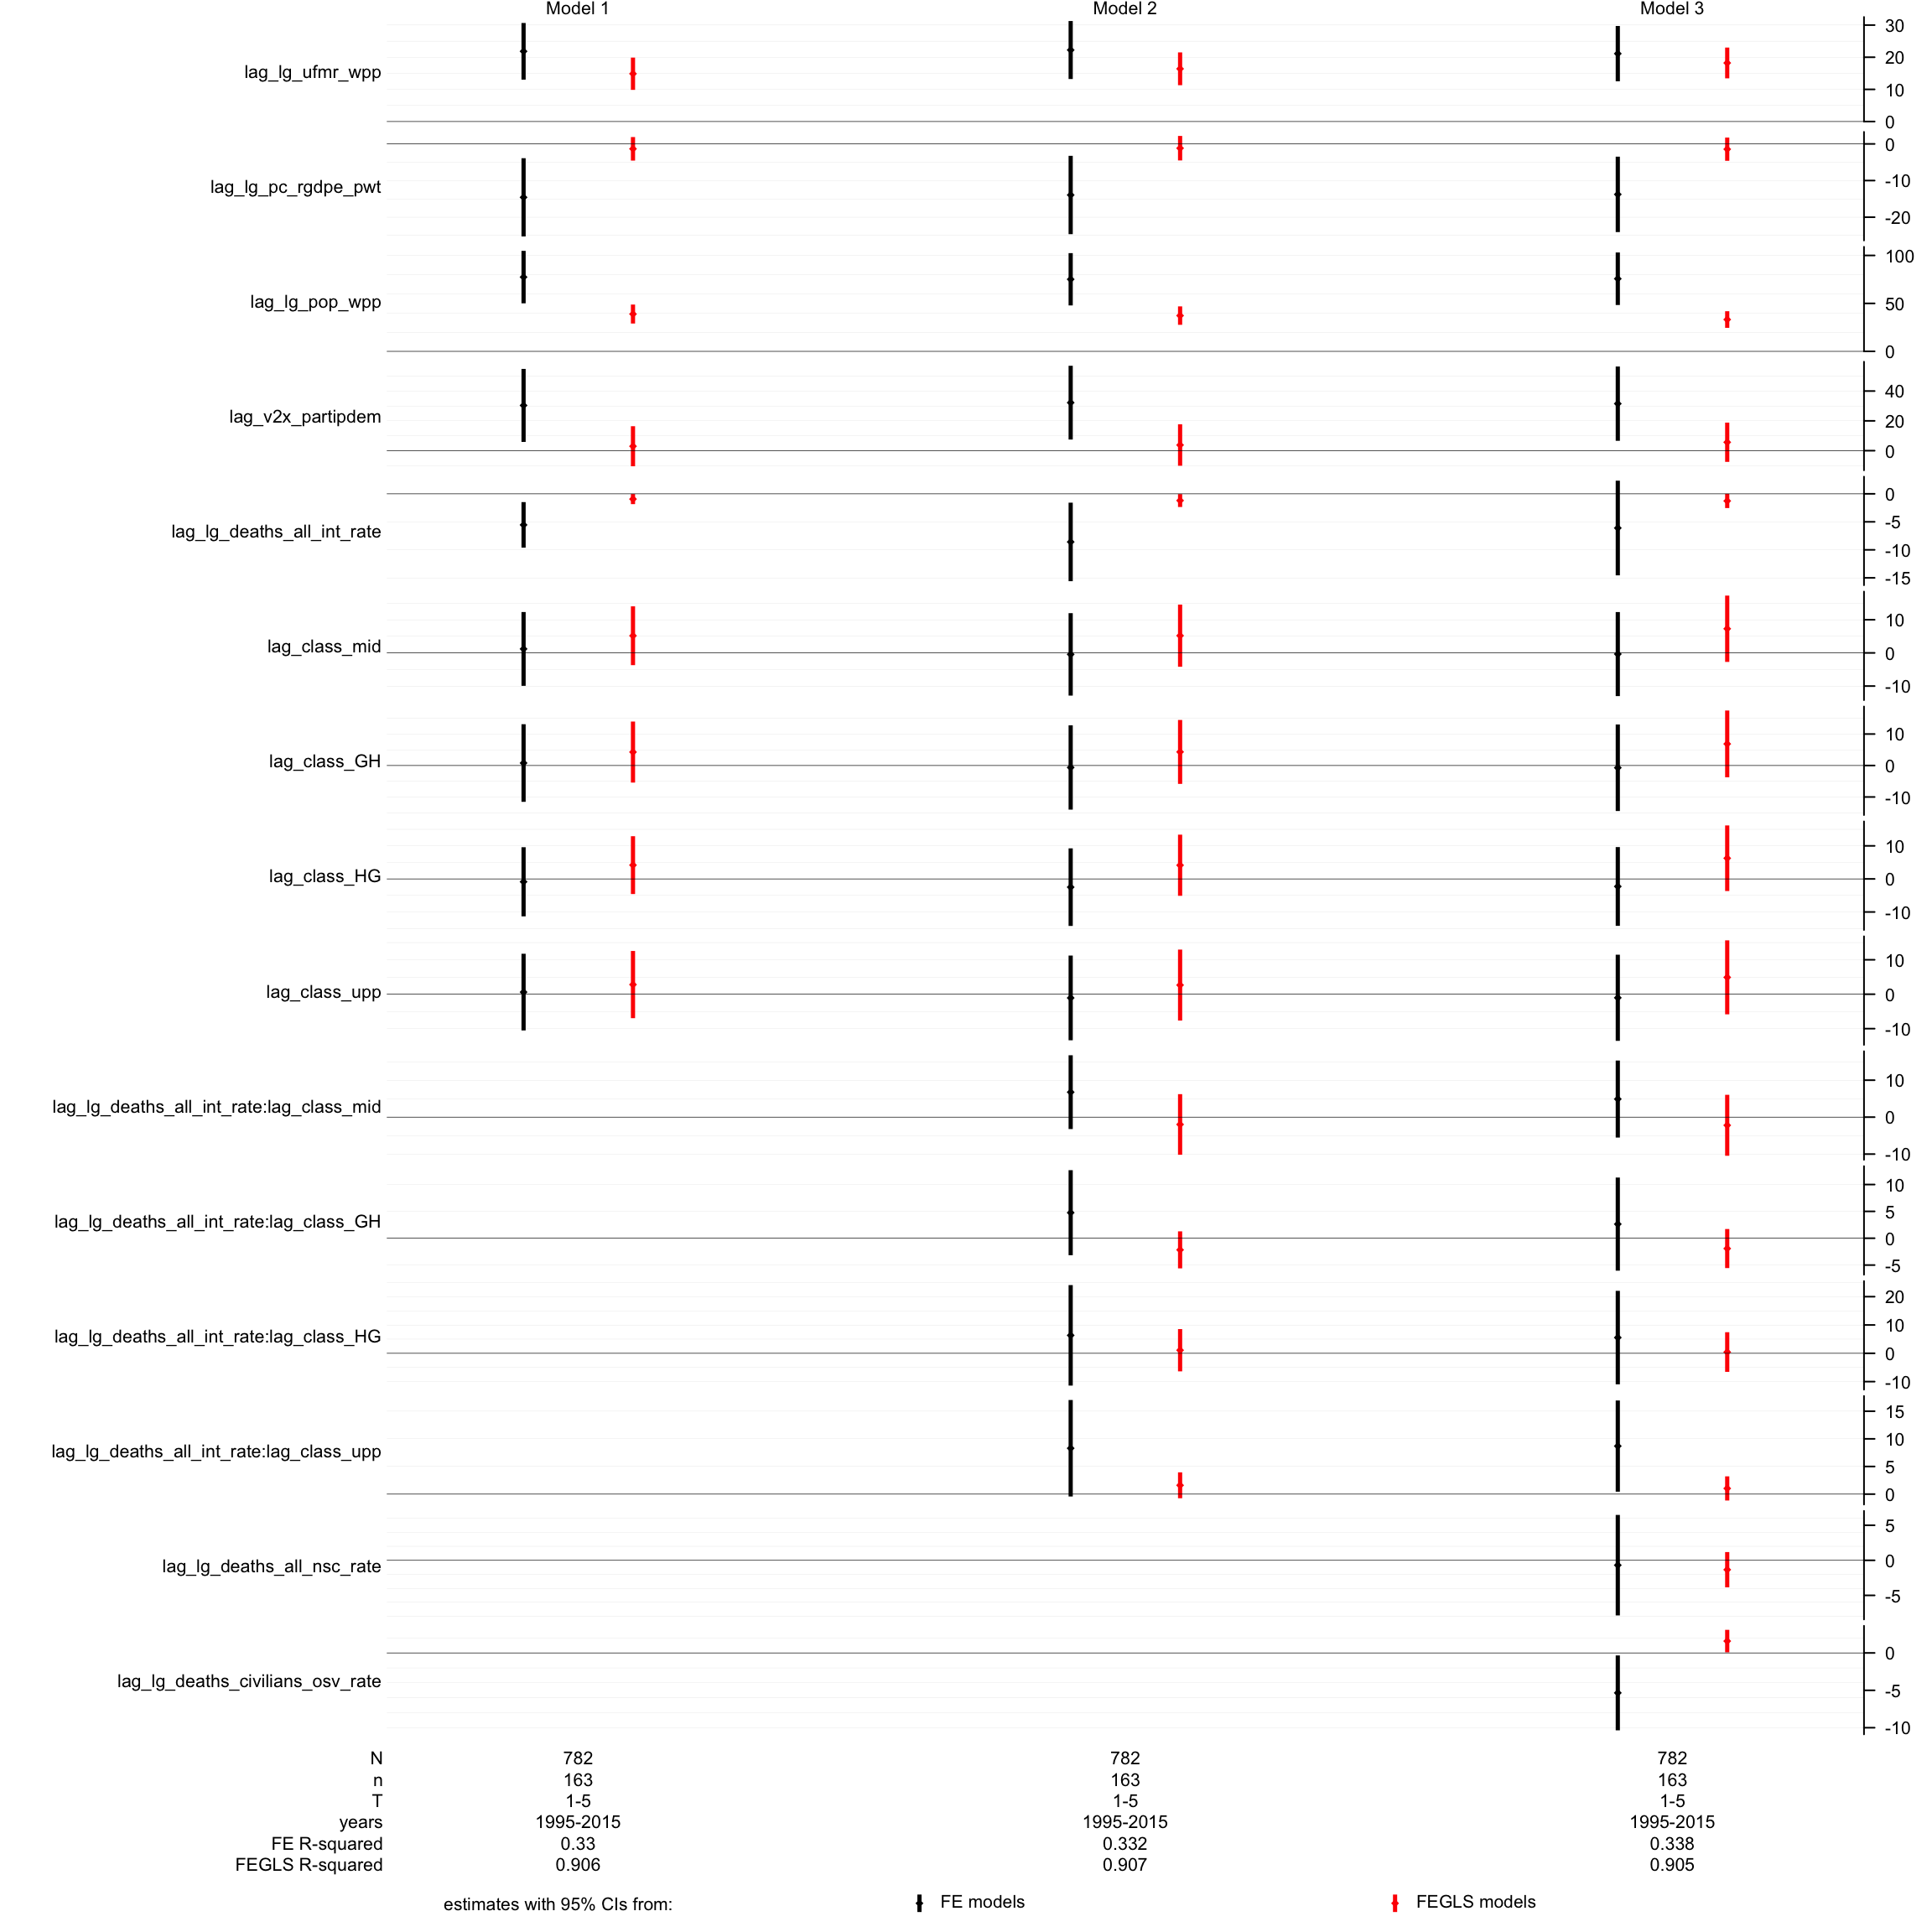 Model 1 Model 2 Model 3
lag_lg_ufmr_wpp 30 20 10 0
lag_lg_pc_rgdpe_pwt 0 -10 -20
lag_lg_pop_wpp 100 50 0
lag_v2x_partipdem 40 20 0
lag_lg_deaths_all_int_rate 0 -5 -10 -15
lag_class_mid 10 0 -10
lag_class_GH 10 0 -10
lag_class_HG 10 0 -10
lag_class_upp 10 0 -10
lag_lg_deaths_all_int_rate:lag_class_mid 10 0 -10
lag_lg_deaths_all_int_rate:lag_class_GH 10 5 0 -5
lag_lg_deaths_all_int_rate:lag_class_HG 20 10 0 -10
lag_lg_deaths_all_int_rate:lag_class_upp 15 10 5 0
lag_lg_deaths_all_nsc_rate 5 0 -5
lag_lg_deaths_civilians_osv_rate 0 -5 -10
N 782 782 782
n 163 163 163
T 1-5 1-5 1-5
years 1995-2015 1995-2015 1995-2015
FE R-squared 0.33 0.332 0.338
FEGLS R-squared 0.906 0.907 0.905
estimates with 95% CIs from: FE models FEGLS models